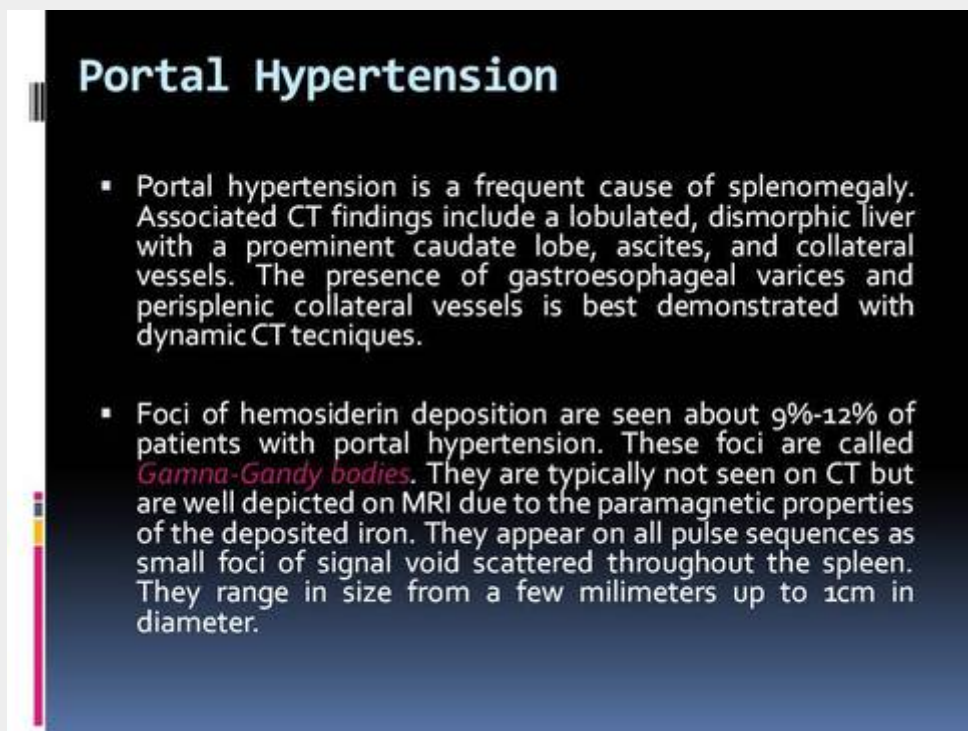 Portal Hypertension
▪ Portal hypertension is a frequent cause of splenomegaly.
Associated CT findings include a lobulated, dismorphic liver
with a proeminent caudate lobe, ascites, and collateral
vessels. The presence of gastroesophageal varices and
perisplenic collateral vessels is best demonstrated with
dynamic CT tecniques.
▪ Foci of hemosiderin deposition are seen about 9%-12% of
patients with portal hypertension. These foci are called
Gamna-Gandy bodies. They are typically not seen on CT but
are well depicted on MRI due to the paramagnetic properties
of the deposited iron. They appear on all pulse sequences as
small foci of signal void scattered throughout the spleen.
They range in size from a few milimeters up to 1cm in
diameter.